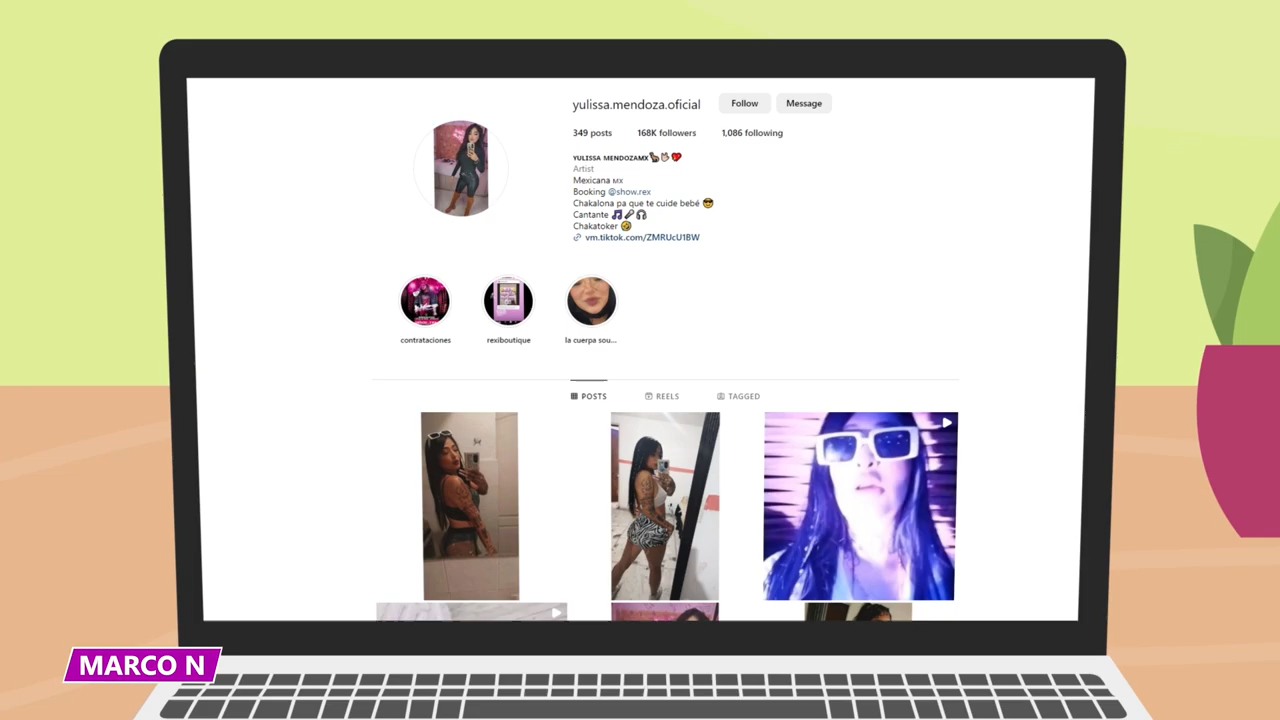 yulissa.mendoza.oficial Follow Message
349 posts 168K followers 1,086 following
YULISSA MENDOZAMX
Artist
Mexicana MX
Booking @show.rex
Chakalona pa que te cuide bebé 😎
Cantante 🎵🎤🎧
Chakatoker 🤪
vm.tiktok.com/ZMRUcU1BW
contrataciones rexiboutique la cuerpa sou...
POSTS REELS TAGGED
MARCO N